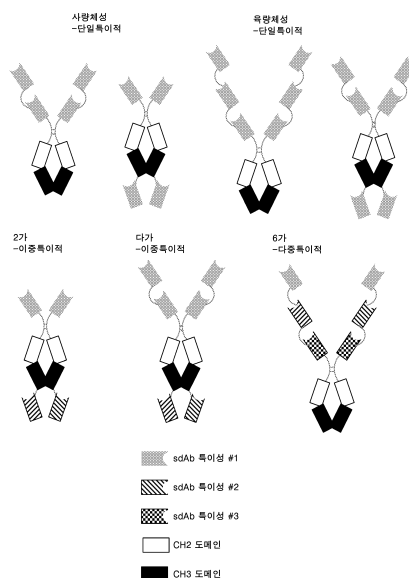 사량체성
-단일특이적
육량체성
-단일특이적
2가
-이중특이적
다가
-이중특이적
6가
-다중특이적
sdAb 특이성 #1
sdAb 특이성 #2
sdAb 특이성 #3
CH2 도메인
CH3 도메인